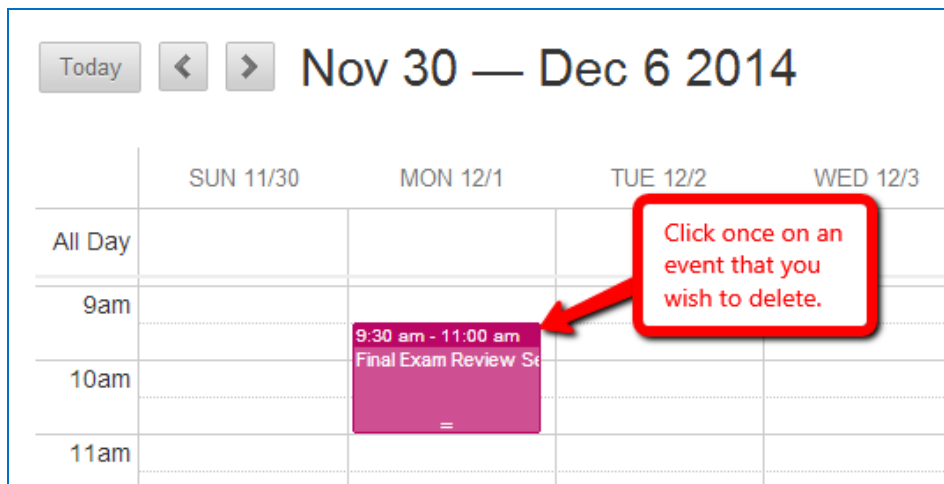 Today < > Nov 30 — Dec 6 2014
SUN 11/30 MON 12/1 TUE 12/2 WED 12/3
All Day
Click once on an
event that you
wish to delete.
9am
9:30 am - 11:00 am
Final Exam Review Se
10am
11am